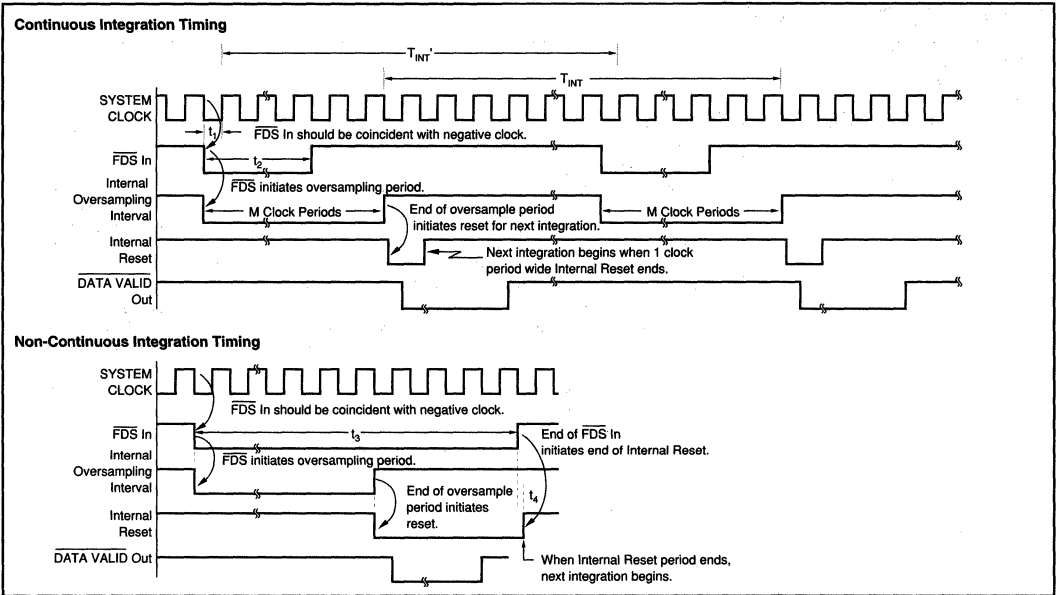 Continuous Integration Timing
TINT'
TINT
SYSTEM
CLOCK
t1
FDS In should be coincident with negative clock.
FDS In
t2
Internal
Oversampling
Interval
FDS initiates oversampling period.
M Clock Periods
End of oversample period
initiates reset for next integration.
M Clock Periods
Internal
Reset
Next integration begins when 1 clock
period wide Internal Reset ends.
DATA VALID
Out
Non-Continuous Integration Timing
SYSTEM
CLOCK
FDS In should be coincident with negative clock.
FDS In
t3
End of FDS In
initiates end of Internal Reset.
Internal
Oversampling
Interval
FDS initiates oversampling period.
End of oversample
period initiates
reset.
t4
Internal
Reset
DATA VALID Out
When Internal Reset period ends,
next integration begins.